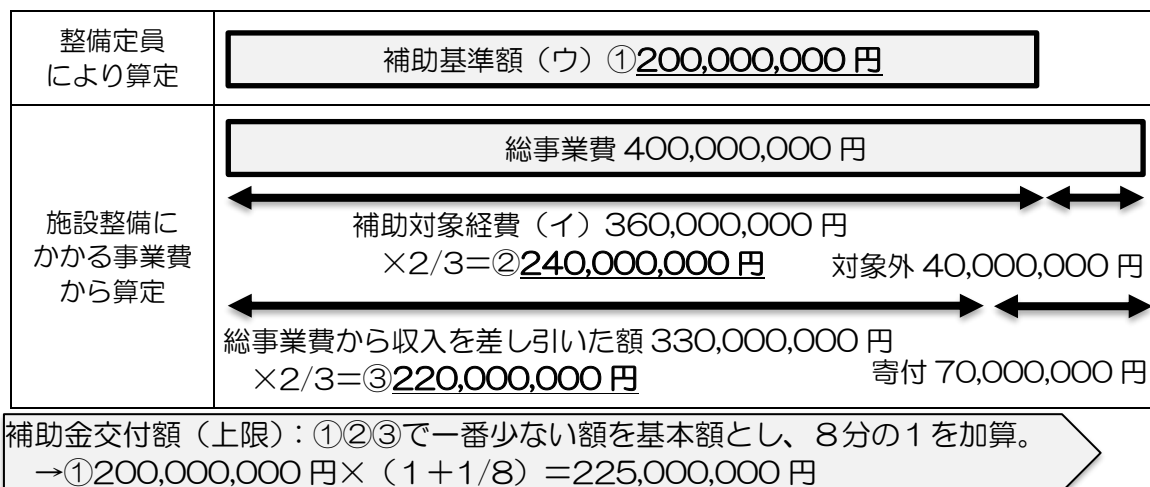 整備定員
により算定
補助基準額（ウ）①200,000,000 円
総事業費 400,000,000 円
施設整備に
かかる事業費
から算定
補助対象経費（イ）360,000,000 円
×2/3＝②240,000,000 円
対象外 40,000,000 円
総事業費から収入を差し引いた額 330,000,000 円
×2/3＝③220,000,000 円
寄付 70,000,000 円
補助金交付額（上限）：①②③で一番少ない額を基本額とし、８分の１を加算。
→①200,000,000 円×（１＋1/8）＝225,000,000 円